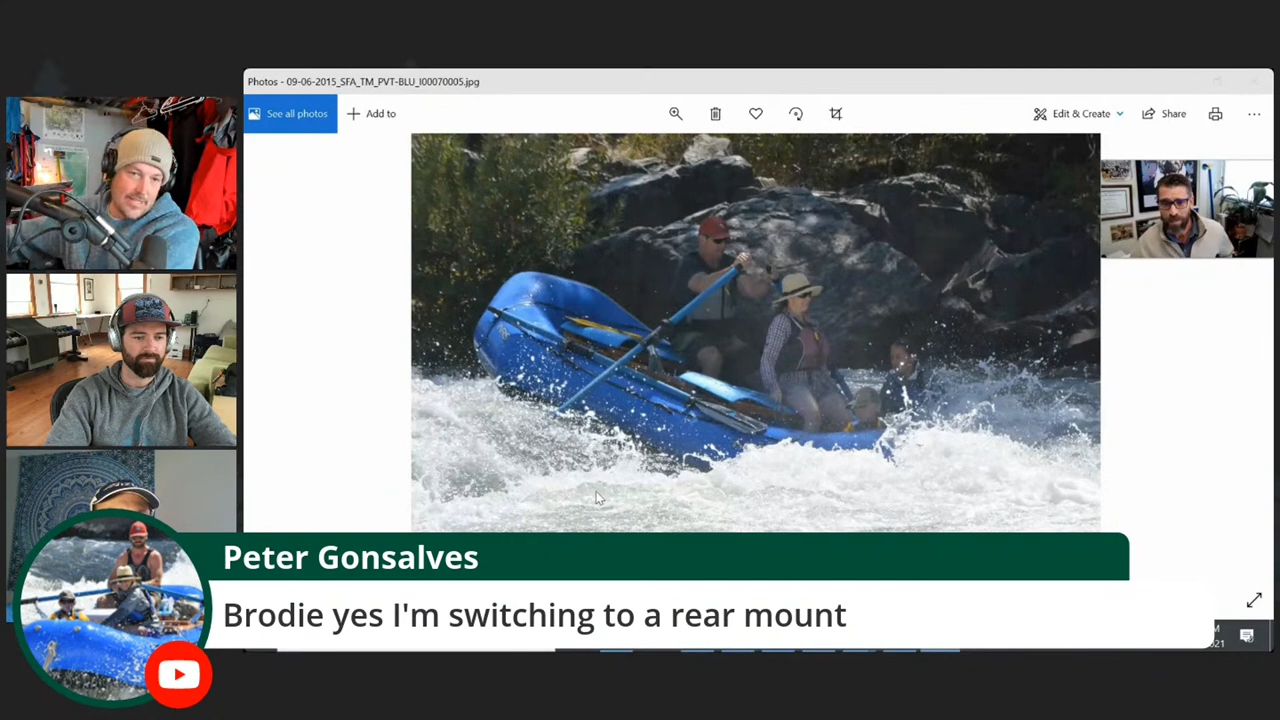 Photos - 09-06-2015_SFA_TM_PVT-BLU_I00070005.jpg
See all photos
Add to
Edit & Create
Share
Peter Gonsalves
Brodie yes I'm switching to a rear mount